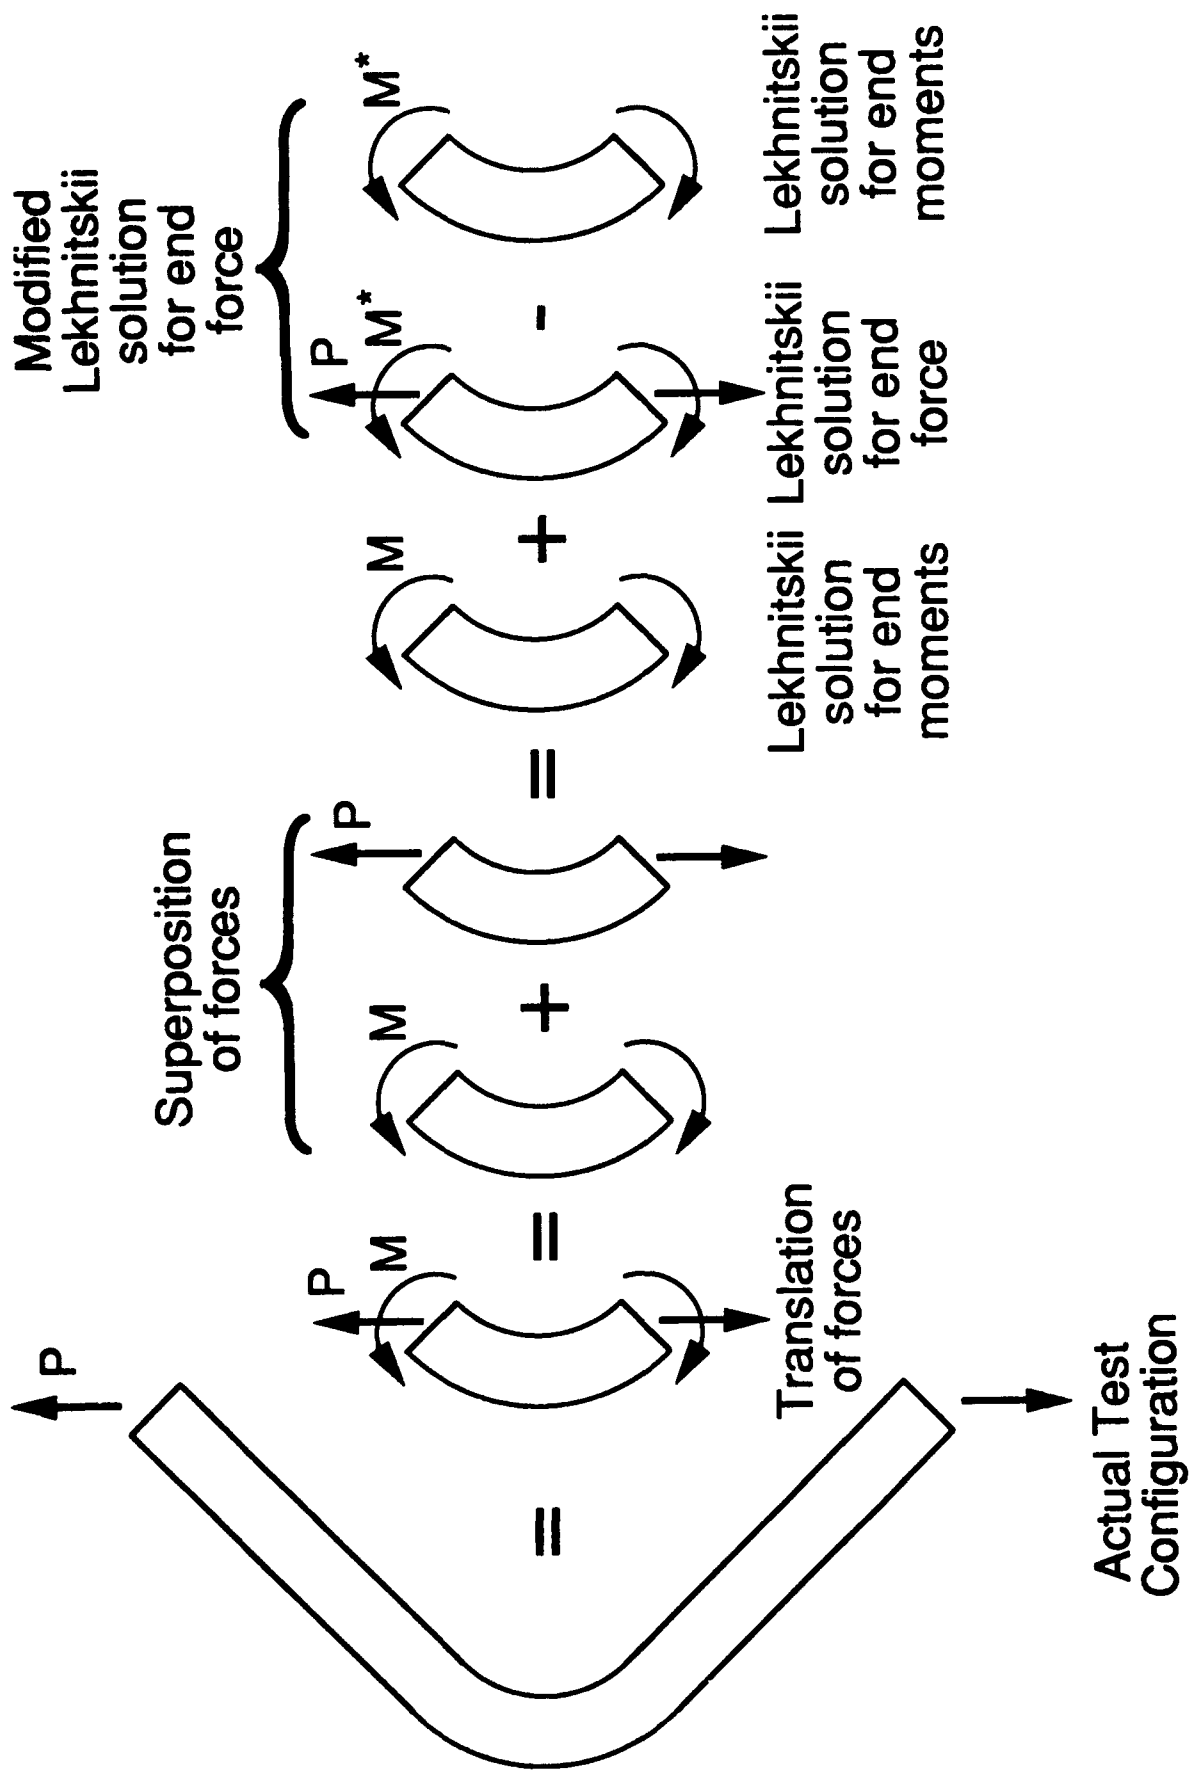 P
Actual Test
Configuration
=
P
M
Translation
of forces
=
Superposition
of forces
M
+
P
=
M
Lekhnitskii
solution
for end
moments
+
Modified
Lekhnitskii
solution
for end
force
P
M*
Lekhnitskii
solution
for end
force
-
M*
Lekhnitskii
solution
for end
moments